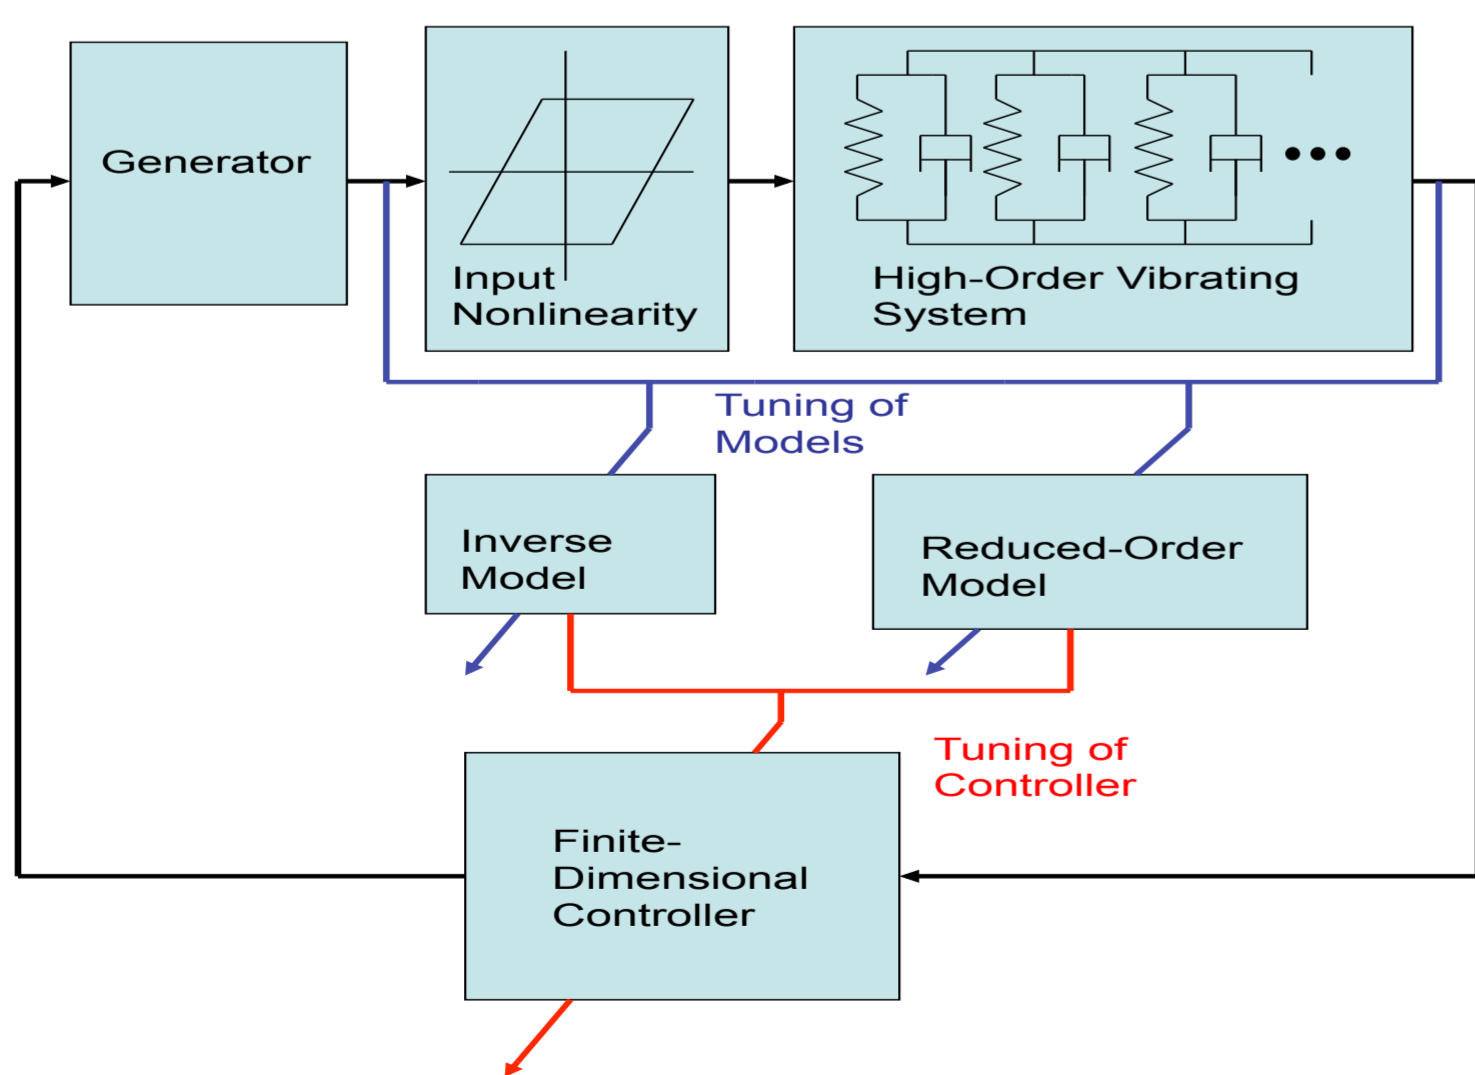 Generator
Input
Nonlinearity
High-Order Vibrating
System
Tuning of
Models
Inverse
Model
Reduced-Order
Model
Tuning of
Controller
Finite-
Dimensional
Controller